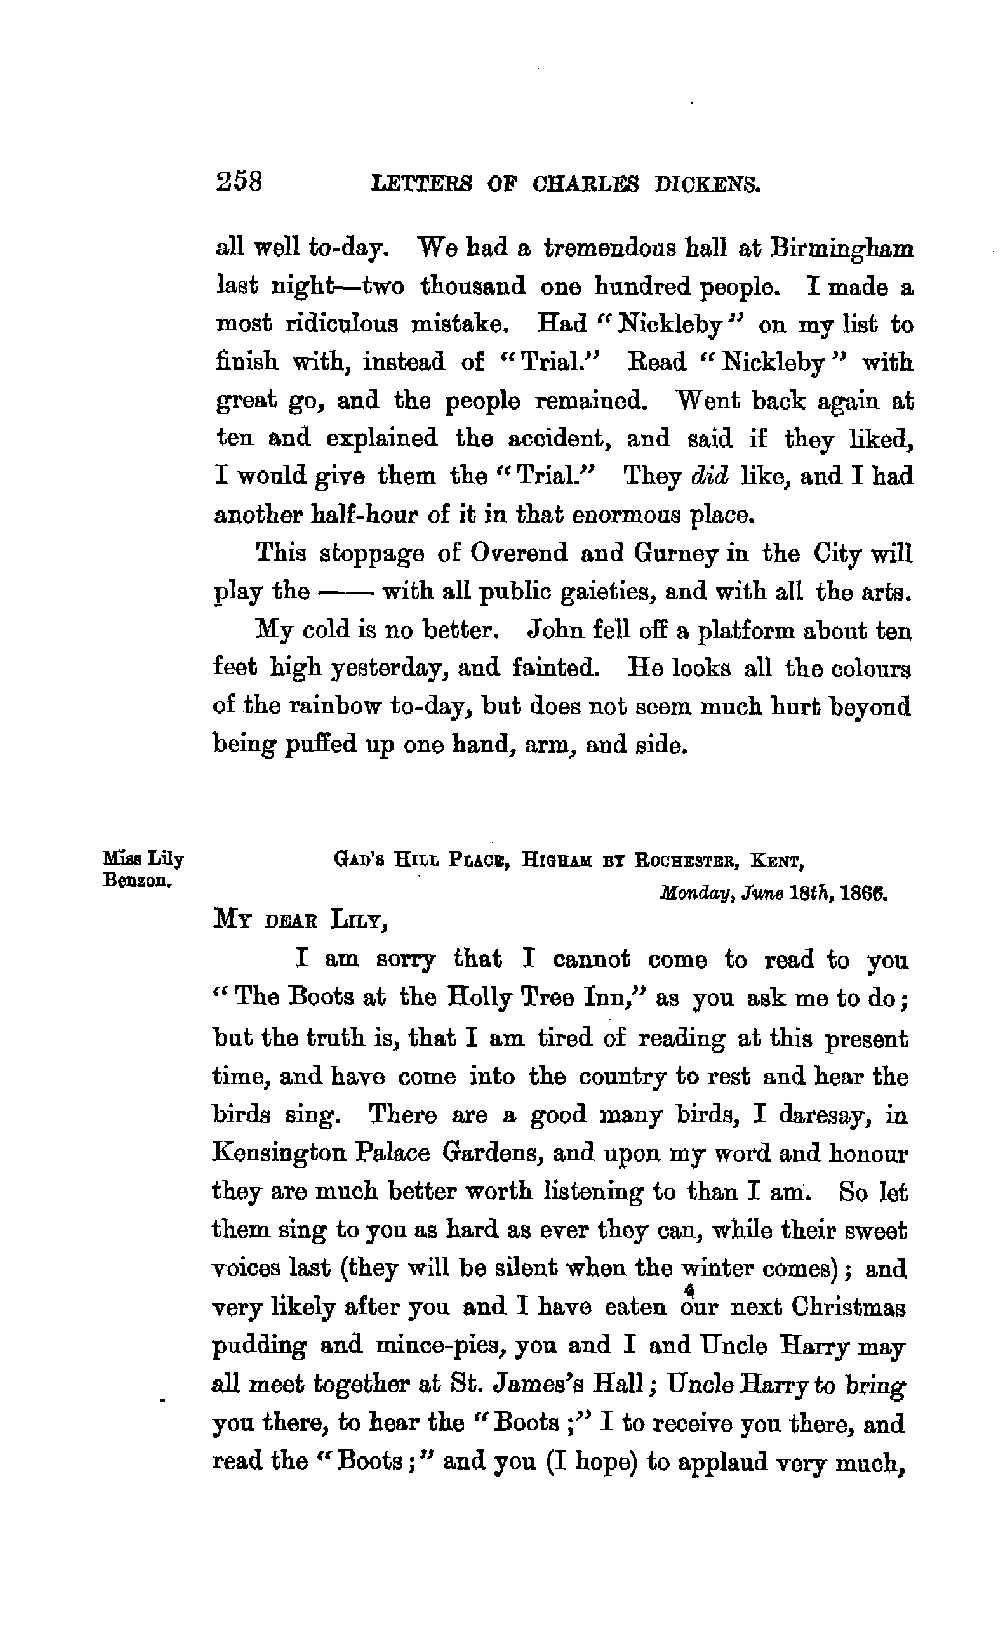 258 LETTERS OF CHARLES DICKENS.
all well to-day. We had a tremendous hall at Birmingham
last night—two thousand one hundred people. I made a
most ridiculous mistake. Had "Nickleby" on my list to
finish with, instead of "Trial." Read "Nickleby" with
great go, and the people remained. Went back again at
ten and explained the accident, and said if they liked,
I would give them the "Trial." They did like, and I had
another half-hour of it in that enormous place.
This stoppage of Overend and Gurney in the City will
play the —— with all public gaieties, and with all the arts.
My cold is no better. John fell off a platform about ten
feet high yesterday, and fainted. He looks all the colours
of the rainbow to-day, but does not seem much hurt beyond
being puffed up one hand, arm, and side.
Miss Lily
Benzon.
GAD'S HILL PLACE, HIGHAM BY ROCHESTER, KENT,
Monday, June 18th, 1866.
MY DEAR LILY,
I am sorry that I cannot come to read to you
"The Boots at the Holly Tree Inn," as you ask me to do;
but the truth is, that I am tired of reading at this present
time, and have come into the country to rest and hear the
birds sing. There are a good many birds, I daresay, in
Kensington Palace Gardens, and upon my word and honour
they are much better worth listening to than I am. So let
them sing to you as hard as ever they can, while their sweet
voices last (they will be silent when the winter comes); and
very likely after you and I have eaten our next Christmas
pudding and mince-pies, you and I and Uncle Harry may
all meet together at St. James's Hall; Uncle Harry to bring
you there, to hear the "Boots;" I to receive you there, and
read the "Boots;" and you (I hope) to applaud very much,